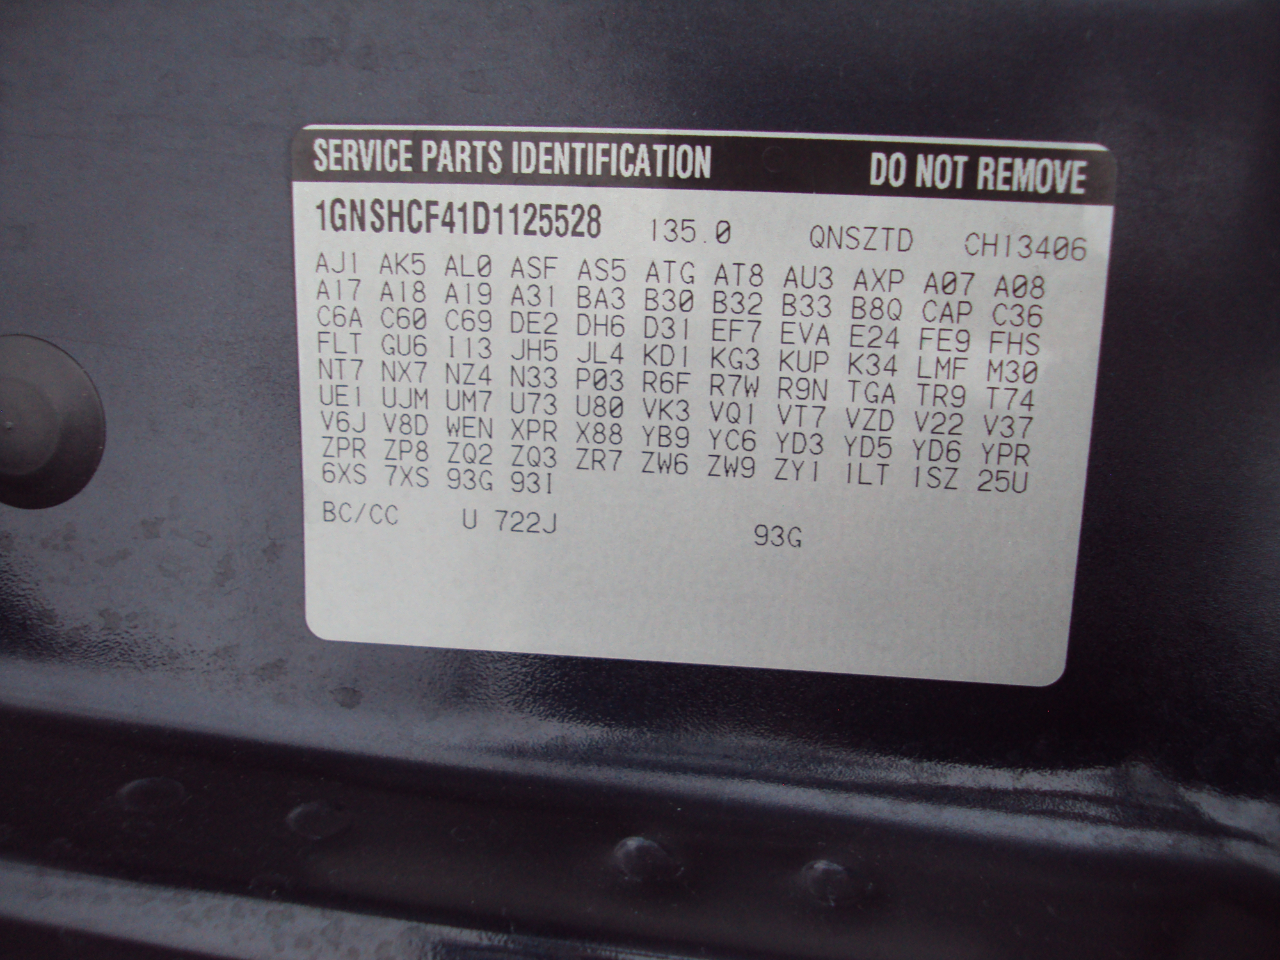 SERVICE PARTS IDENTIFICATION DO NOT REMOVE
1GNSHCF41D1125528 135.0 QNSZTD CH13406
AJ1 AK5 AL0 ASF AS5 ATG AT8 AU3 AXP A07 A08
A17 A18 A19 A31 BA3 B30 B32 B33 B8Q CAP C36
C6A C60 C69 DE2 DH6 D31 EF7 EVA E24 FE9 FHS
FLT GU6 I13 JH5 JL4 KD1 KG3 KUP K34 LMF M30
NT7 NX7 NZ4 N33 P03 R6F R7W R9N TGA TR9 T74
UE1 UJM UM7 U73 U80 VK3 VQ1 VT7 VZD V22 V37
V6J V8D WEN XPR X88 YB9 YC6 YD3 YD5 YD6 YPR
ZPR ZP8 ZQ2 ZQ3 ZR7 ZW6 ZW9 ZY1 1LT 1SZ 25U
6XS 7XS 93G 93I
BC/CC U 722J 93G